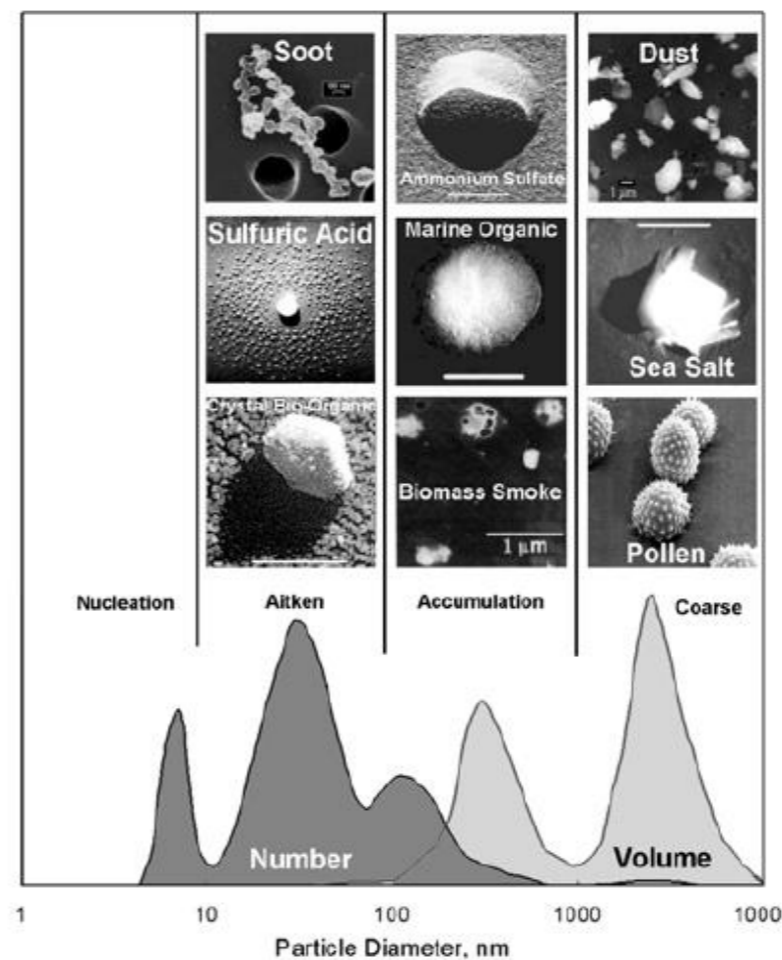 Soot
Ammonium Sulfate
Dust
1 µm
Sulfuric Acid
Marine Organic
Sea Salt
Crystal Bio-Organic
Biomass Smoke
1 µm
Pollen
Nucleation
Aitken
Accumulation
Coarse
Number
Volume
1
10
100
1000
1000
Particle Diameter, nm